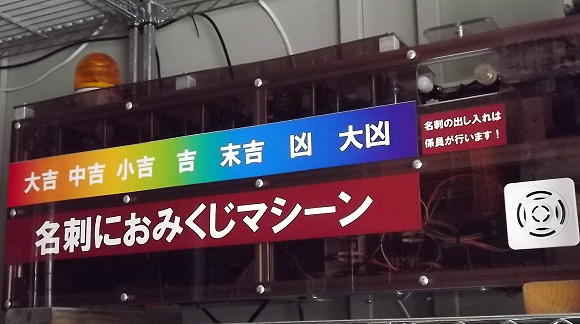 大吉 中吉 小吉 吉 末吉 凶 大凶
名刺の出し入れは
係員が行います！
名刺におみくじマシーン